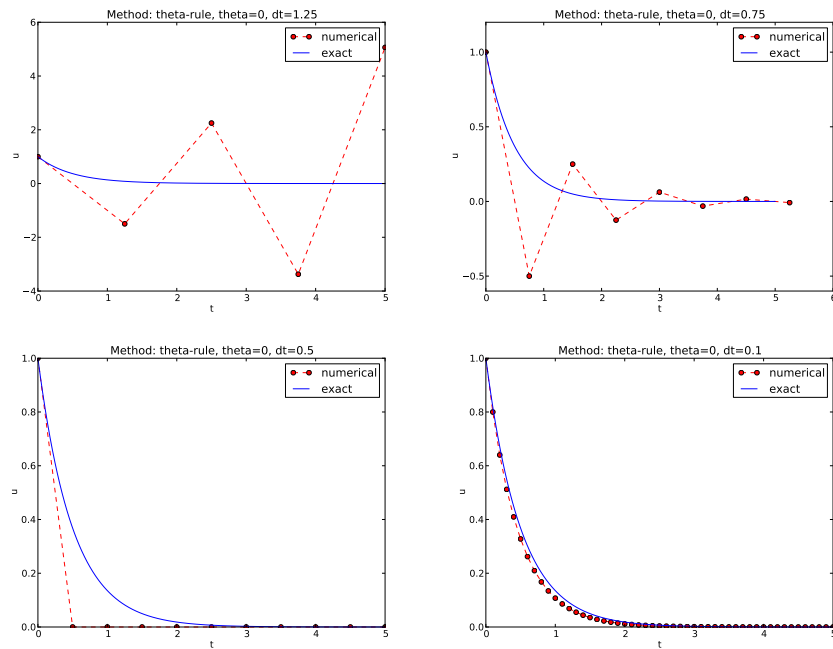 Method: theta-rule, theta=0, dt=1.25
numerical
exact
6
4
2
0
−2
−4
u
0 1 2 3 4 5
t
Method: theta-rule, theta=0, dt=0.75
numerical
exact
1.0
0.5
0.0
−0.5
u
0 1 2 3 4 5 6
t
Method: theta-rule, theta=0, dt=0.5
numerical
exact
1.0
0.8
0.6
0.4
0.2
0.0
u
0 1 2 3 4 5
t
Method: theta-rule, theta=0, dt=0.1
numerical
exact
1.0
0.8
0.6
0.4
0.2
0.0
u
0 1 2 3 4 5
t